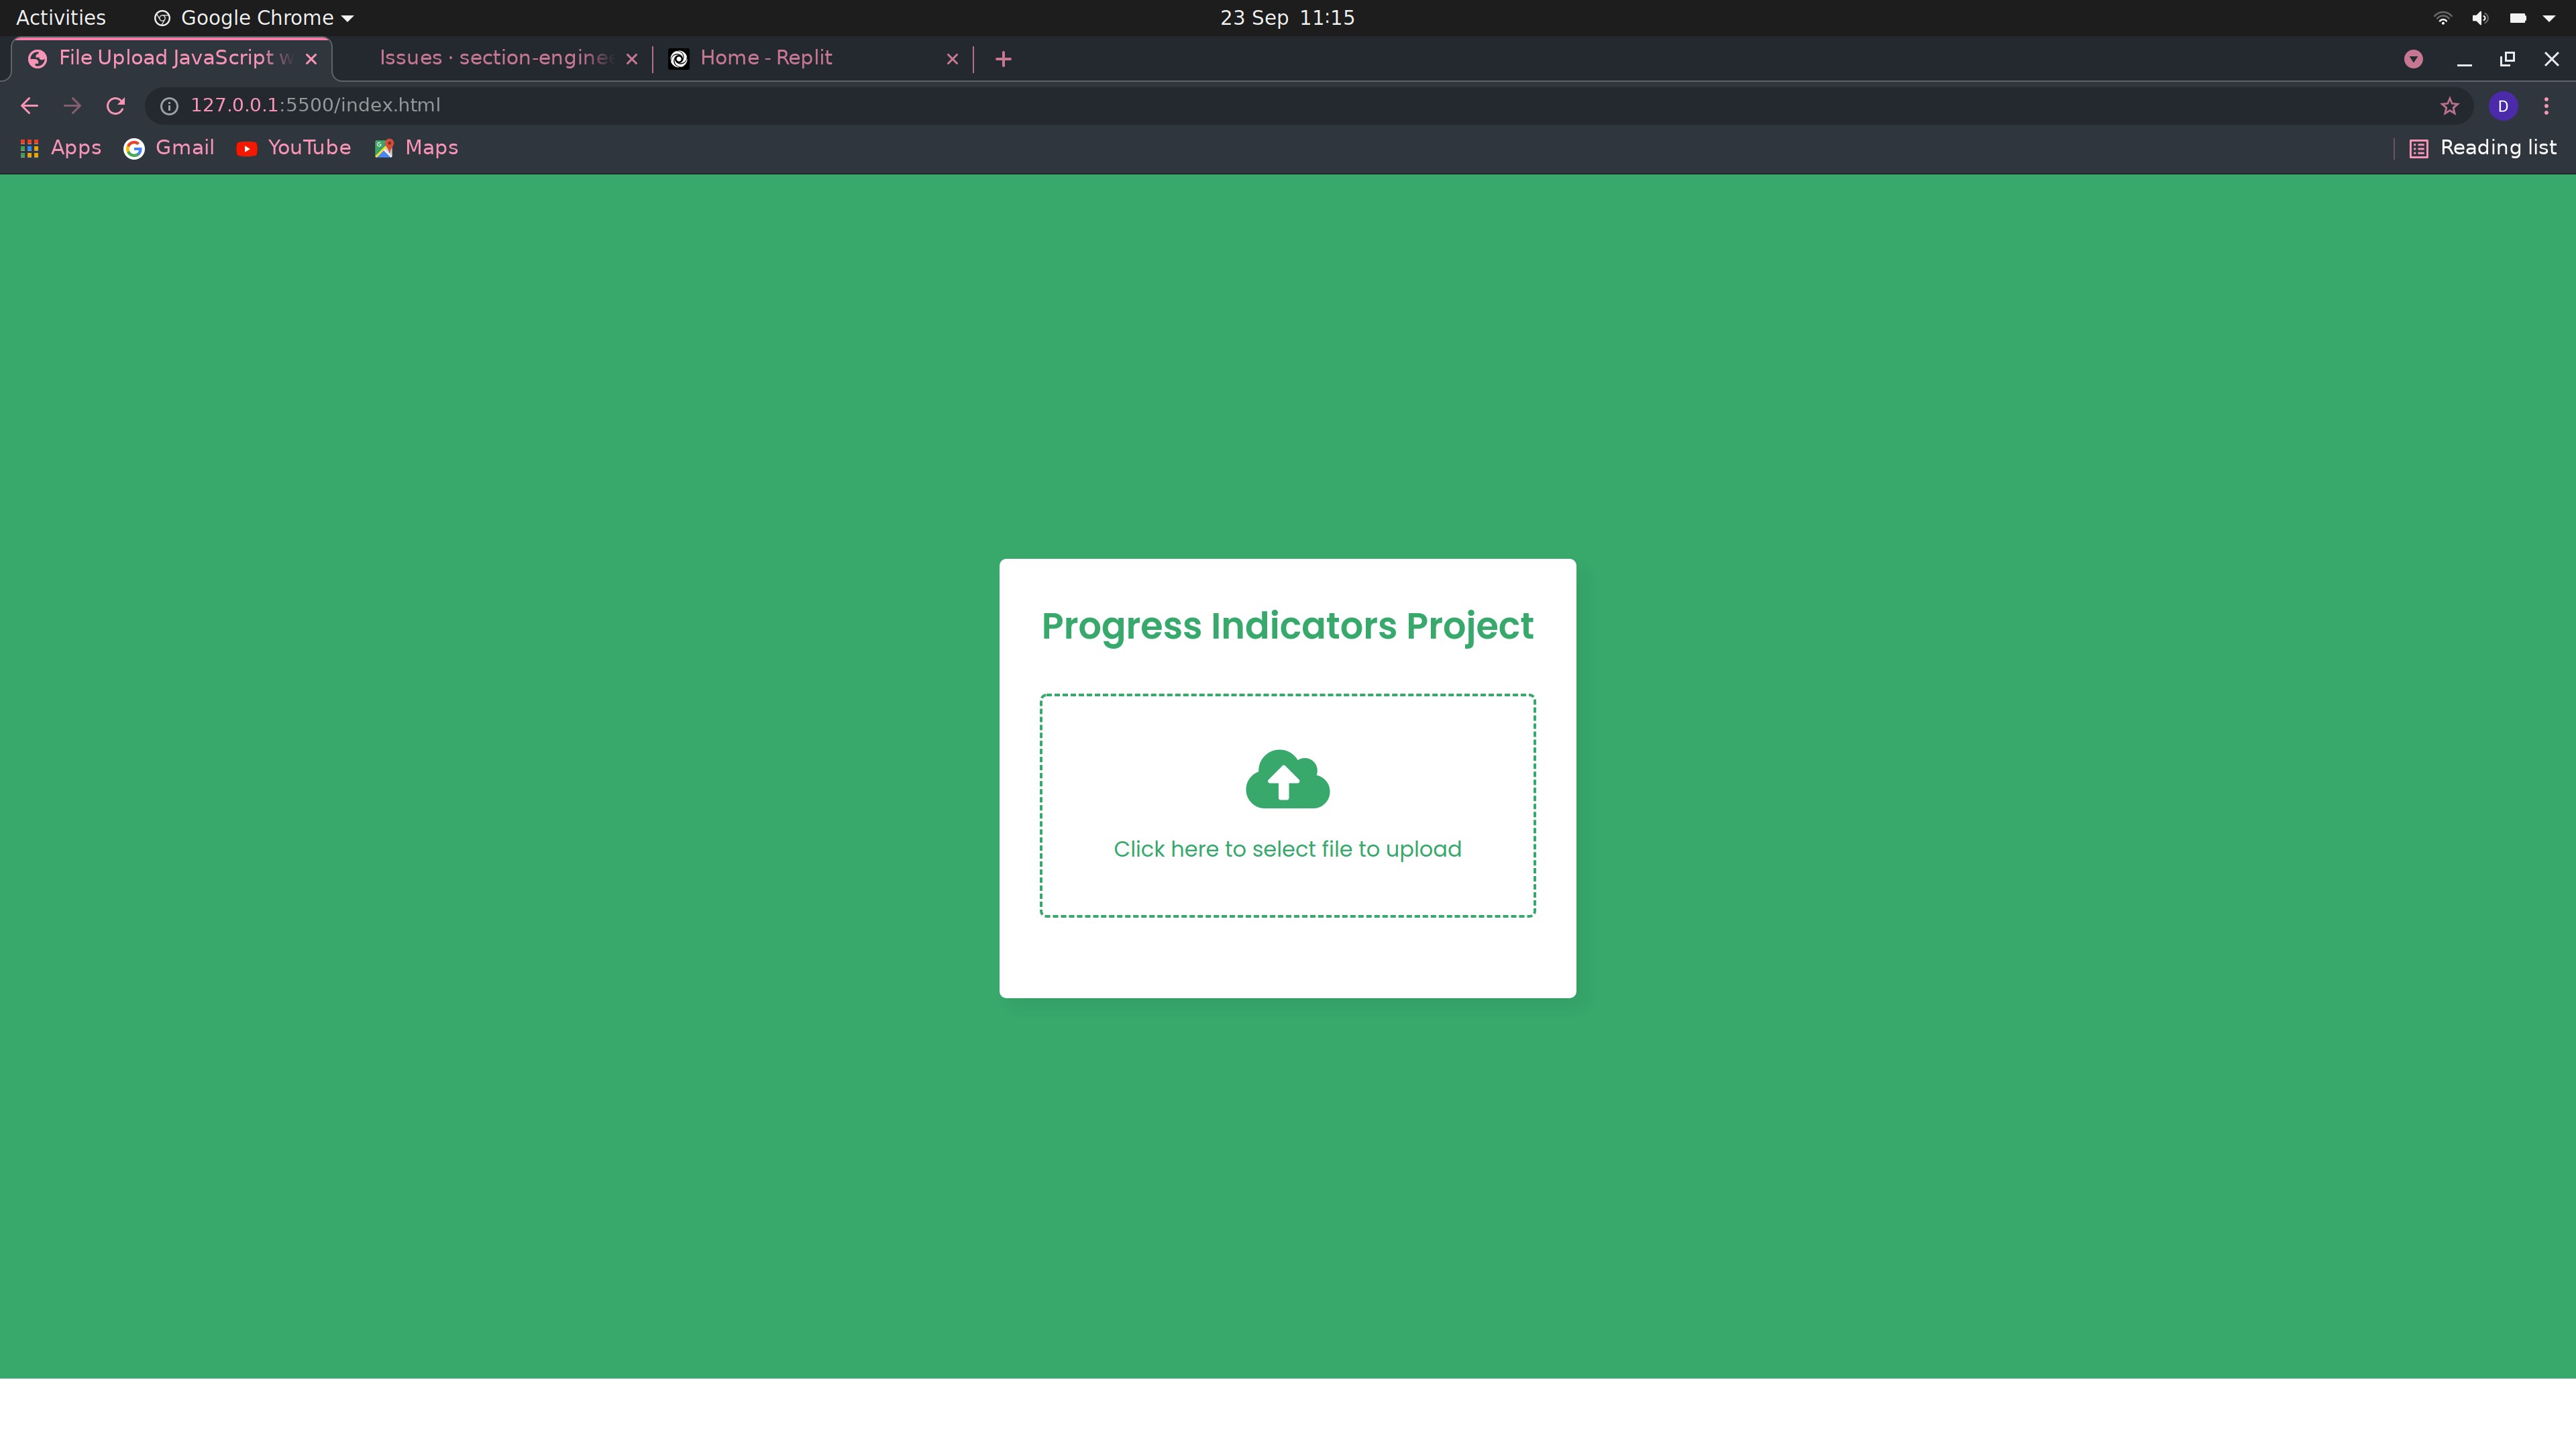 Activities Google Chrome 23 Sep 11:15
File Upload JavaScript Issues · section-enginee Home - Replit
127.0.0.1:5500/index.html D
Apps Gmail YouTube Maps Reading list
Progress Indicators Project
Click here to select file to upload